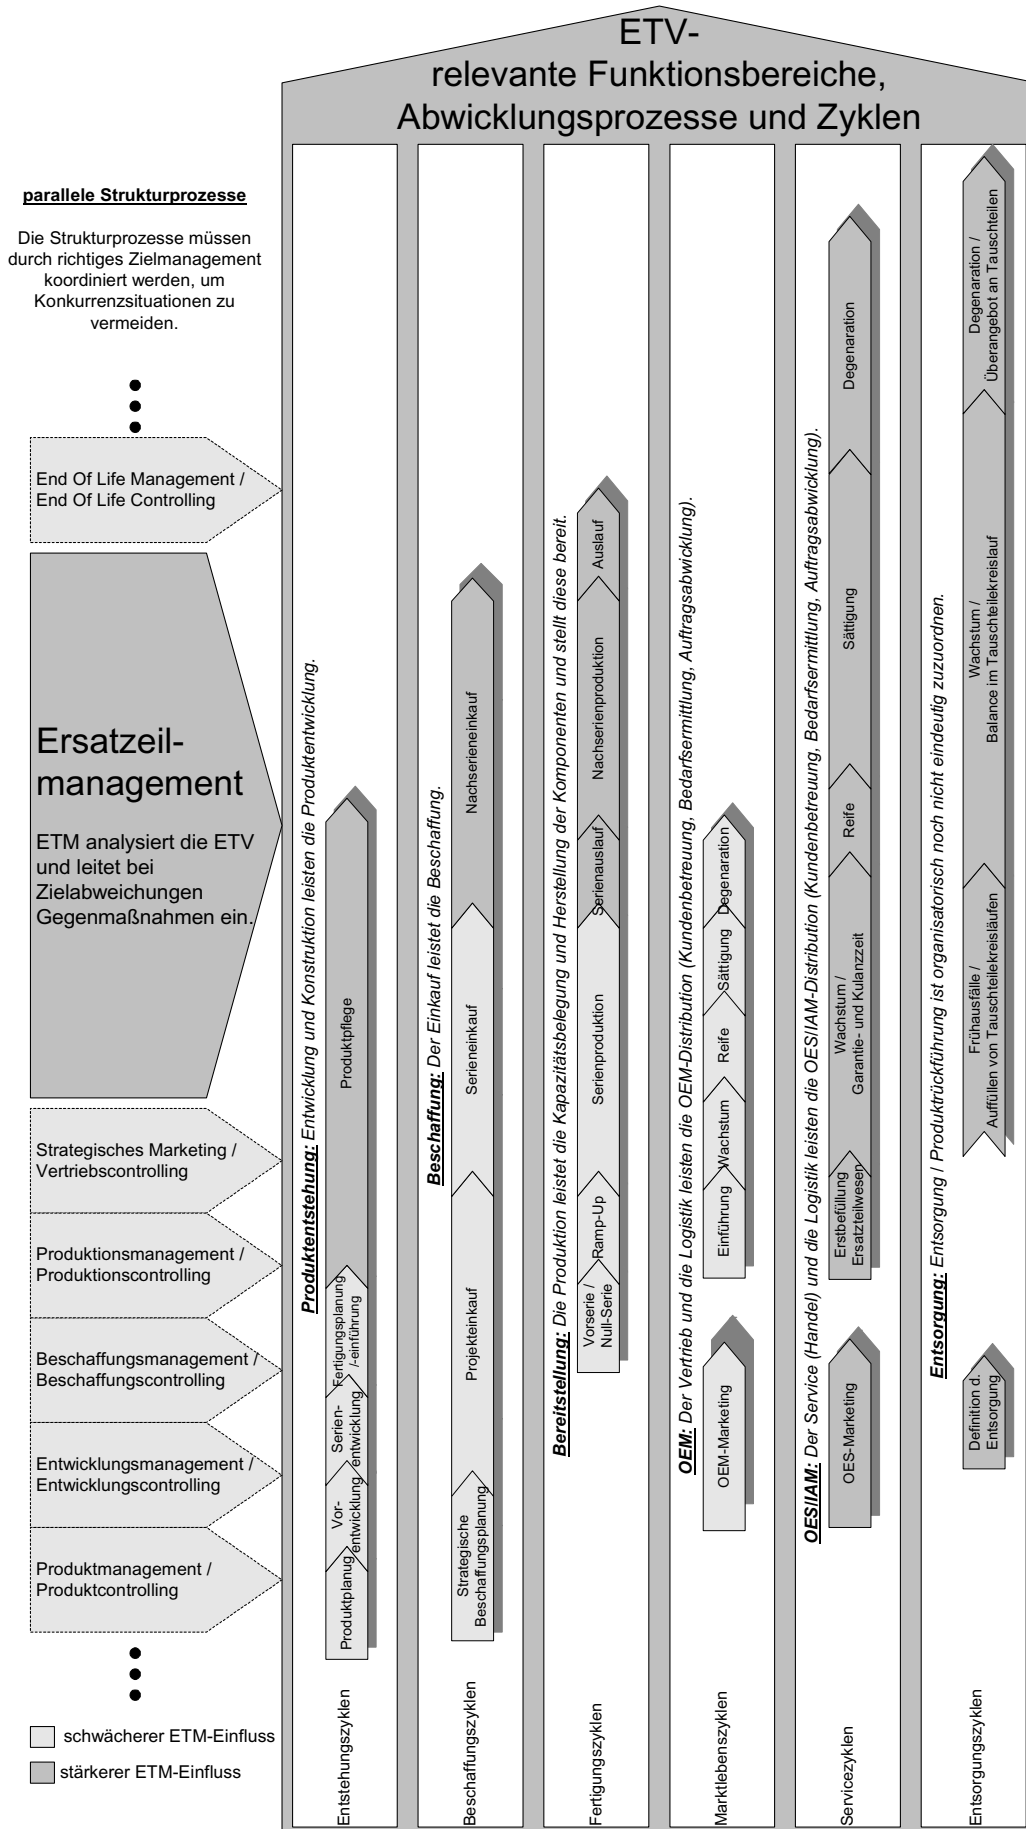 ETV-
relevante Funktionsbereiche,
Abwicklungsprozesse und Zyklen
parallele Strukturprozesse
Die Strukturprozesse müssen
durch richtiges Zielmanagement
koordiniert werden, um
Konkurrenzsituationen zu
vermeiden.
End Of Life Management /
End Of Life Controlling
Ersatzeil-
management
ETM analysiert die ETV
und leitet bei
Zielabweichungen
Gegenmaßnahmen ein.
Strategisches Marketing /
Vertriebscontrolling
Produktionsmanagement /
Produktionscontrolling
Beschaffungsmanagement /
Beschaffungscontrolling
Entwicklungsmanagement /
Entwicklungscontrolling
Produktmanagement /
Produktcontrolling
schwächerer ETM-Einfluss
stärkerer ETM-Einfluss
Produktentstehung: Entwicklung und Konstruktion leisten die Produktentwicklung.
Produktplanug
Vor-
entwicklung
Serien-
entwicklung
Fertigungsplanung
/-einführung
Produktpflege
Entstehungszyklen
Beschaffung: Der Einkauf leistet die Beschaffung.
Strategische
Beschaffungsplanung
Projekteinkauf
Serieneinkauf
Nachserieneinkauf
Beschaffungszyklen
Bereitstellung: Die Produktion leistet die Kapazitätsbelegung und Herstellung der Komponenten und stellt diese bereit.
Vorserie /
Null-Serie
Ramp-Up
Serienproduktion
Serienauslauf
Nachserienproduktion
Auslauf
Fertigungszyklen
OEM: Der Vertrieb und die Logistik leisten die OEM-Distribution (Kundenbetreuung, Bedarfsermittlung, Auftragsabwicklung).
OEM-Marketing
Einführung
Wachstum
Reife
Sättigung
Degenaration
Marktlebenszyklen
OES/IAM: Der Service (Handel) und die Logistik leisten die OES/IAM-Distribution (Kundenbetreuung, Bedarfsermittlung, Auftragsabwicklung).
OES-Marketing
Erstbefüllung
Ersatzteilwesen
Wachstum /
Garantie- und Kulanzzeit
Reife
Sättigung
Degenaration
Servicezyklen
Entsorgung: Entsorgung / Produktrückführung ist organisatorisch noch nicht eindeutig zuzuordnen.
Definition d.
Entsorgung
Frühausfälle /
Auffüllen von Tauschteilekreisläufen
Wachstum /
Balance im Tauschteilekreislauf
Degenaration /
Überangebot an Tauschteilen
Entsorgungszyklen